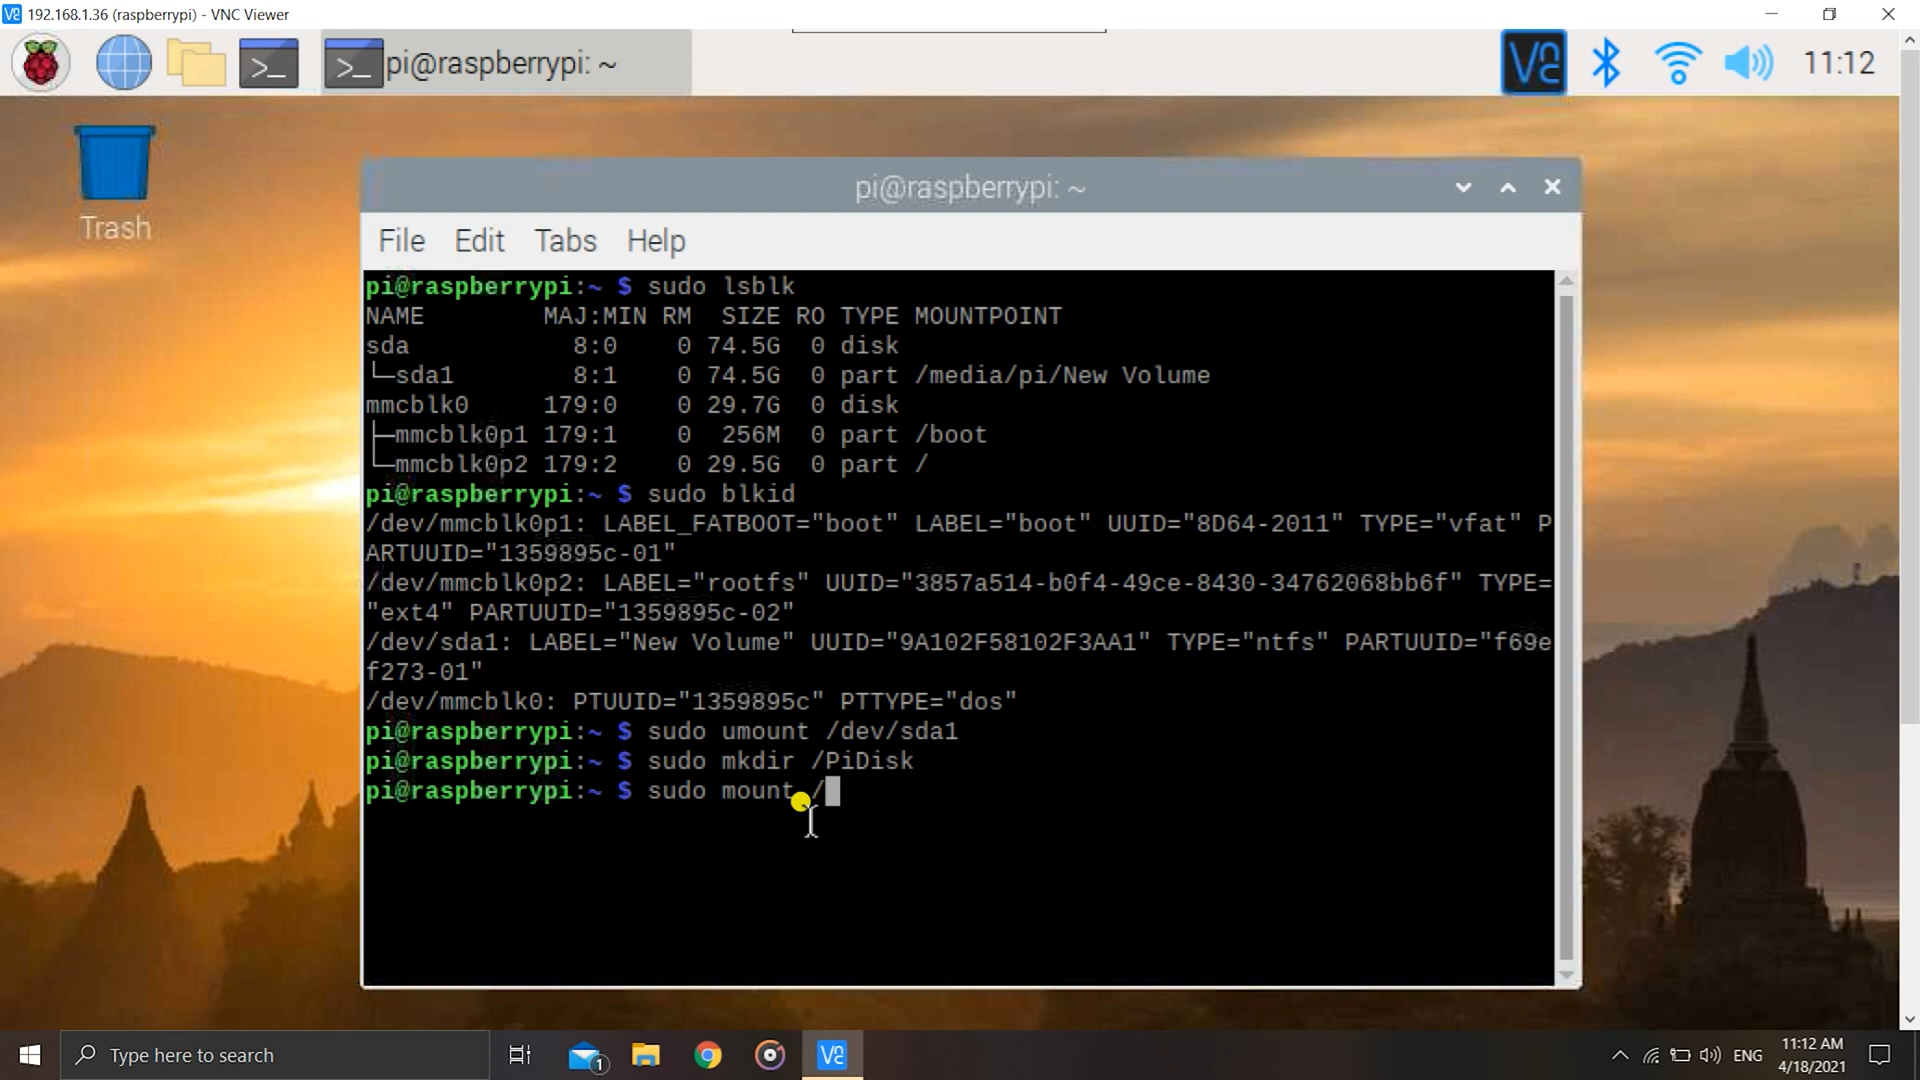 192.168.1.36 (raspberrypi) - VNC Viewer
pi@raspberrypi: ~
11:12
Trash
pi@raspberrypi: ~
File Edit Tabs Help
pi@raspberrypi:~ $ sudo lsblk
NAME        MAJ:MIN RM  SIZE RO TYPE MOUNTPOINT
sda           8:0    0 74.5G  0 disk
└─sda1        8:1    0 74.5G  0 part /media/pi/New Volume
mmcblk0     179:0    0 29.7G  0 disk
├─mmcblk0p1 179:1    0  256M  0 part /boot
└─mmcblk0p2 179:2    0 29.5G  0 part /
pi@raspberrypi:~ $ sudo blkid
/dev/mmcblk0p1: LABEL_FATBOOT="boot" LABEL="boot" UUID="8D64-2011" TYPE="vfat" P
ARTUUID="1359895c-01"
/dev/mmcblk0p2: LABEL="rootfs" UUID="3857a514-b0f4-49ce-8430-34762068bb6f" TYPE=
"ext4" PARTUUID="1359895c-02"
/dev/sda1: LABEL="New Volume" UUID="9A102F58102F3AA1" TYPE="ntfs" PARTUUID="f69e
f273-01"
/dev/mmcblk0: PTUUID="1359895c" PTTYPE="dos"
pi@raspberrypi:~ $ sudo umount /dev/sda1
pi@raspberrypi:~ $ sudo mkdir /PiDisk
pi@raspberrypi:~ $ sudo mount /
Type here to search
1
ENG
11:12 AM
4/18/2021